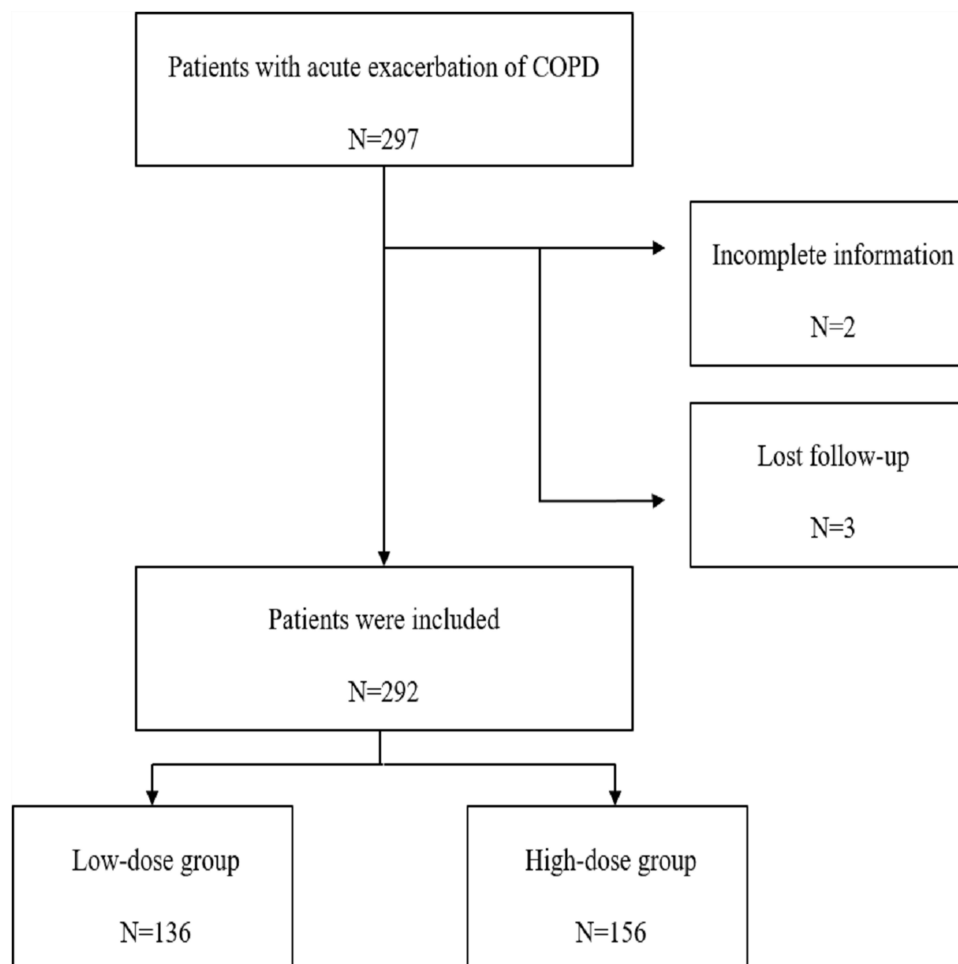 Patients with acute exacerbation of COPD
N=297
Incomplete information
N=2
Lost follow-up
N=3
Patients were included
N=292
Low-dose group
N=136
High-dose group
N=156